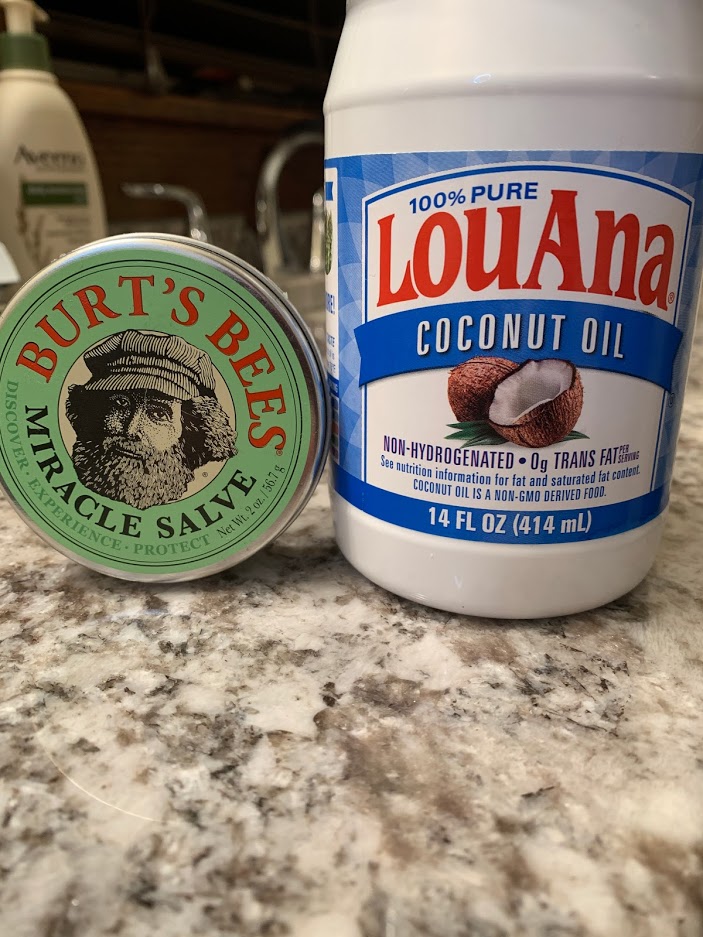 Aveeno
BURT'S BEES
MIRACLE SALVE
DISCOVER · EXPERIENCE · PROTECT
Net Wt. 2 oz. / 56.7 g
100% PURE
LouAna
COCONUT OIL
NON-HYDROGENATED • 0g TRANS FAT PER SERVING
See nutrition information for fat and saturated fat content.
COCONUT OIL IS A NON-GMO DERIVED FOOD.
14 FL OZ (414 mL)